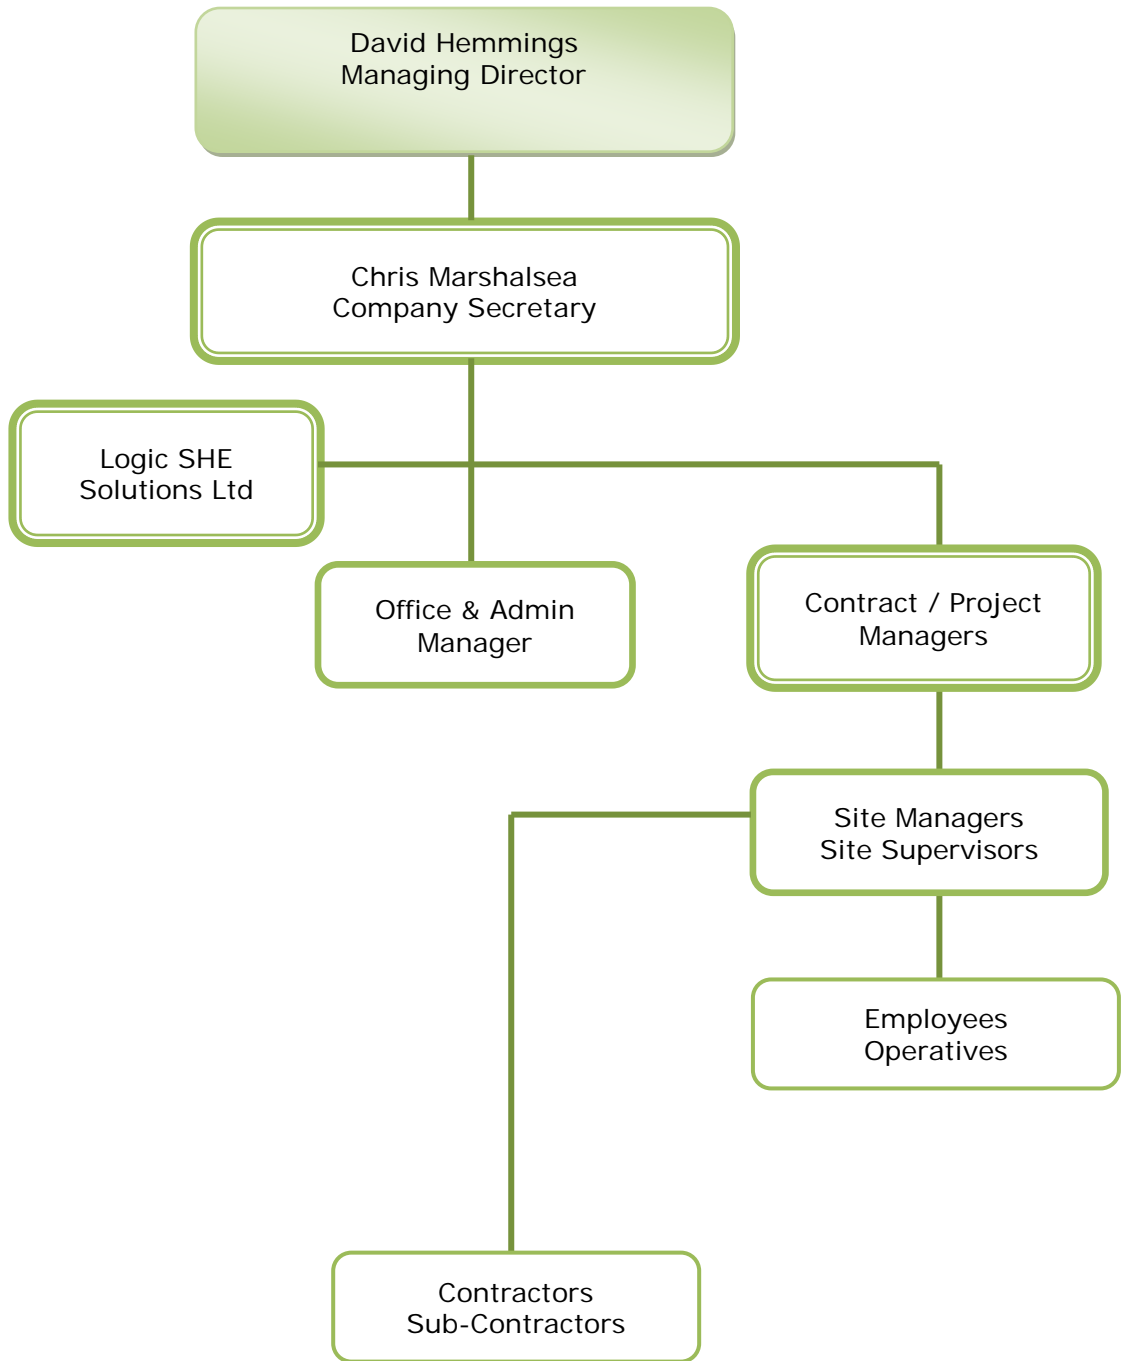 David Hemmings
Managing Director
Chris Marshalsea
Company Secretary
Logic SHE
Solutions Ltd
Office & Admin
Manager
Contract / Project
Managers
Site Managers
Site Supervisors
Employees
Operatives
Contractors
Sub-Contractors